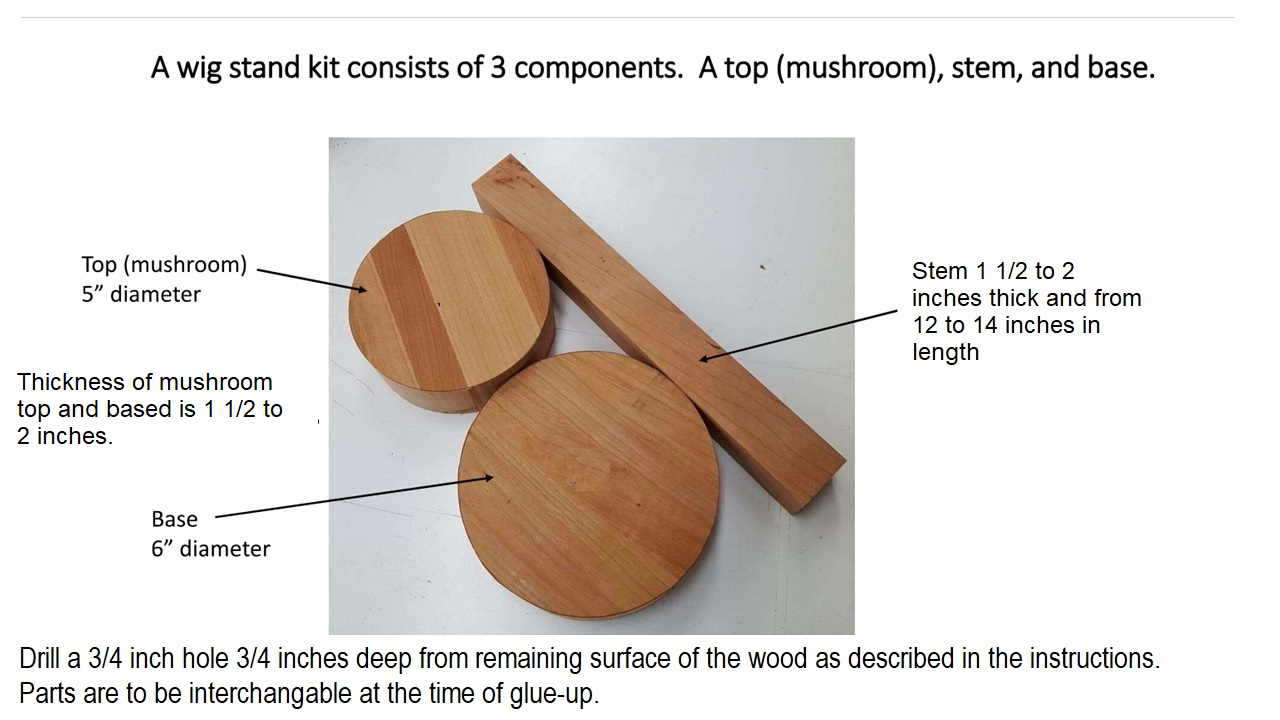 A wig stand kit consists of 3 components.  A top (mushroom), stem, and base.
Top (mushroom)
5” diameter
Stem 1 1/2 to 2
inches thick and from
12 to 14 inches in
length
Thickness of mushroom
top and based is 1 1/2 to
2 inches.
Base
6” diameter
Drill a 3/4 inch hole 3/4 inches deep from remaining surface of the wood as described in the instructions.
Parts are to be interchangable at the time of glue-up.